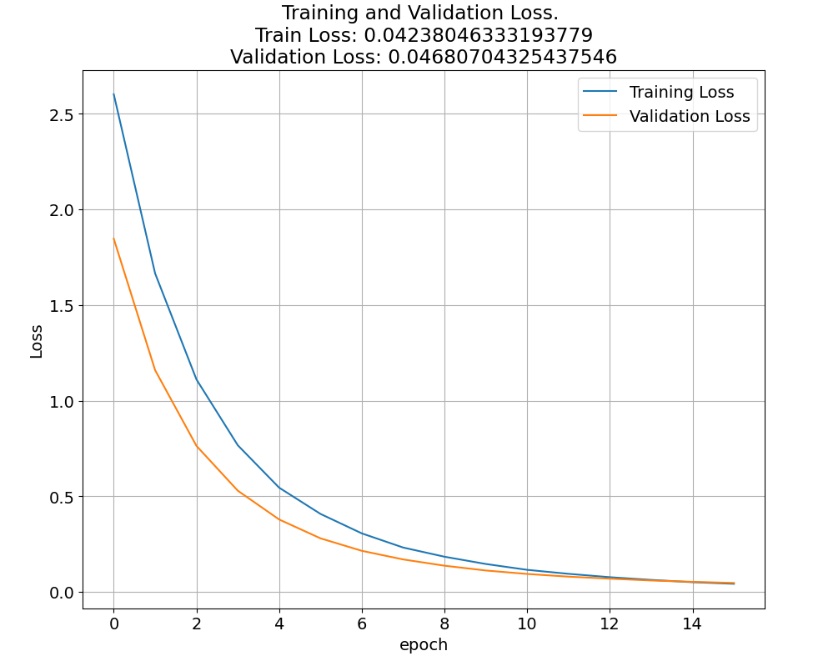 Training and Validation Loss.
Train Loss: 0.04238046333193779
Validation Loss: 0.04680704325437546
Training Loss
Validation Loss
2.5
2.0
1.5
1.0
0.5
0.0
Loss
0 2 4 6 8 10 12 14
epoch